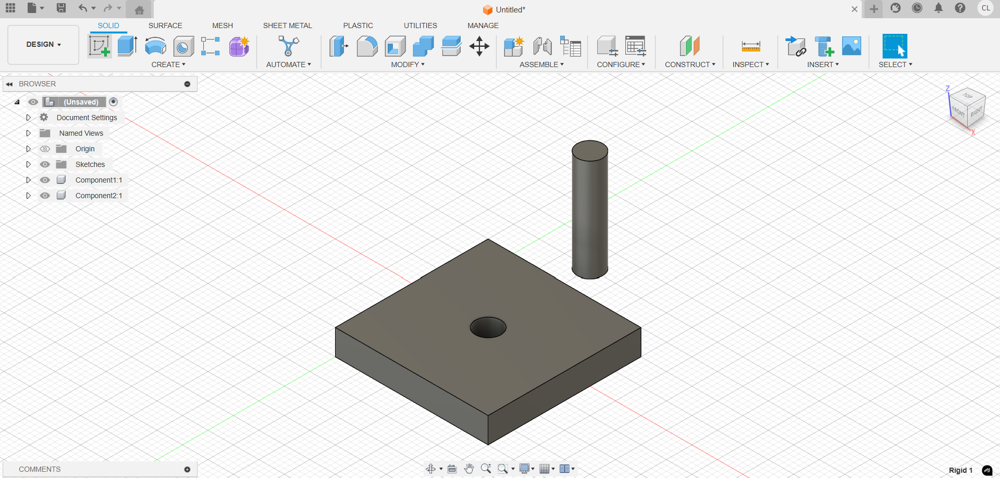 Untitled*
CL
SOLID
SURFACE
MESH
SHEET METAL
PLASTIC
UTILITIES
MANAGE
DESIGN
CREATE
AUTOMATE
MODIFY
ASSEMBLE
CONFIGURE
CONSTRUCT
INSPECT
INSERT
SELECT
BROWSER
(Unsaved)
Document Settings
Named Views
Origin
Sketches
Component1:1
Component2:1
Z
TOP
FRONT
RIGHT
X
COMMENTS
Rigid 1